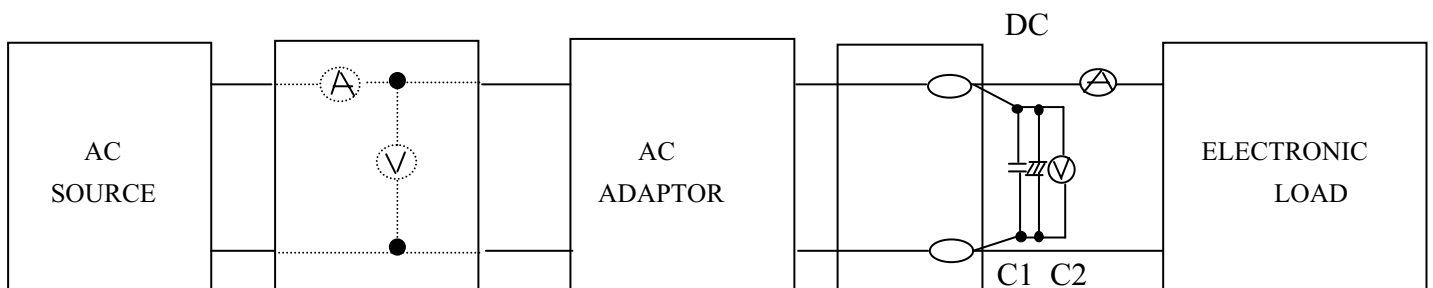 DC
A
A
V
V
AC
SOURCE
AC
ADAPTOR
ELECTRONIC
LOAD
C1 C2